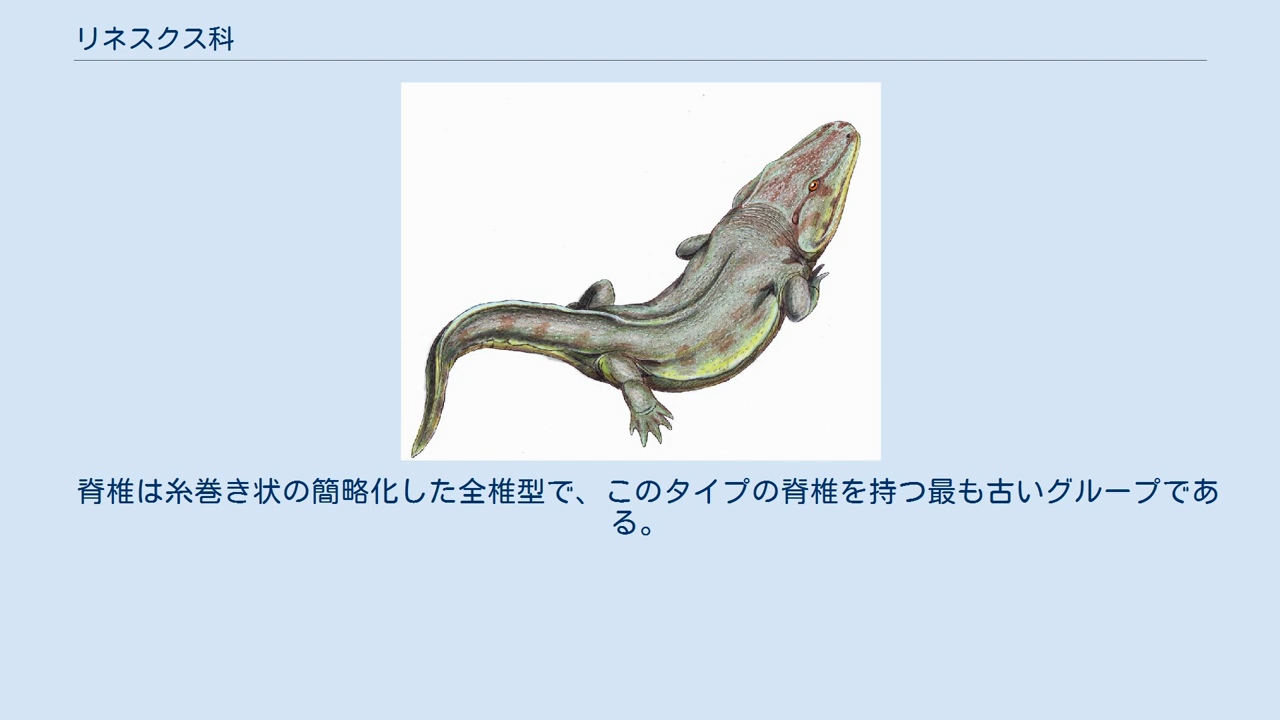 リネスクス科
脊椎は糸巻き状の簡略化した全椎型で、このタイプの脊椎を持つ最も古いグループであ
る。